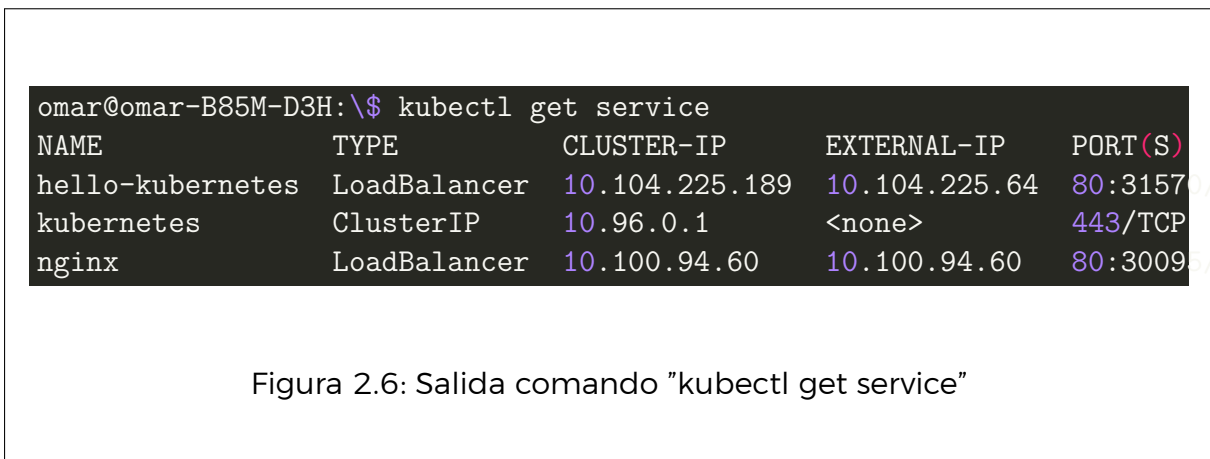 omar@omar-B85M-D3H:\$ kubectl get service
NAME TYPE CLUSTER-IP EXTERNAL-IP PORT(S)
hello-kubernetes LoadBalancer 10.104.225.189 10.104.225.64 80:31570/
kubernetes ClusterIP 10.96.0.1 <none> 443/TCP
nginx LoadBalancer 10.100.94.60 10.100.94.60 80:30095/
Figura 2.6: Salida comando ”kubectl get service”